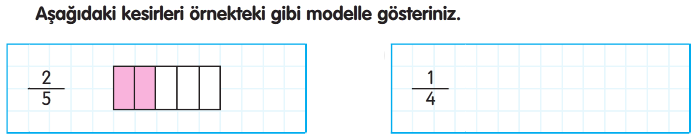 Aşağıdaki kesirleri örnekteki gibi modelle gösteriniz.
2/5
1/4